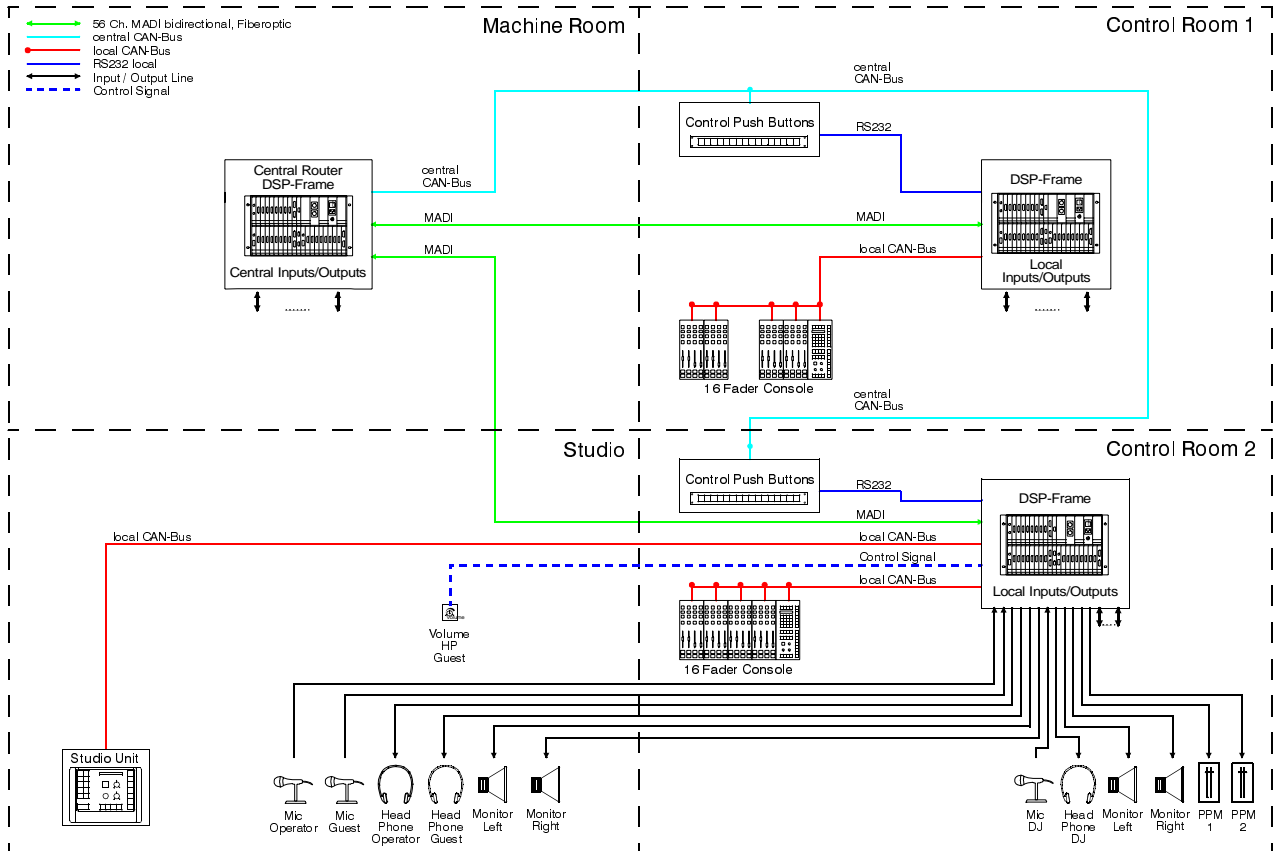 56 Ch. MADI bidirectional, Fiberoptic
central CAN-Bus
local CAN-Bus
RS232 local
Input / Output Line
Control Signal
Machine Room
Control Room 1
central
CAN-Bus
Control Push Buttons
RS232
Central Router
DSP-Frame
Central Inputs/Outputs
.......
central
CAN-Bus
MADI
MADI
MADI
local CAN-Bus
DSP-Frame
Local
Inputs/Outputs
.......
16 Fader Console
central
CAN-Bus
Studio
Control Room 2
Control Push Buttons
RS232
MADI
local CAN-Bus
local CAN-Bus
Control Signal
local CAN-Bus
DSP-Frame
Local Inputs/Outputs
.....
Volume
Volume
HP
Guest
16 Fader Console
Studio Unit
Mic
Operator
Mic
Guest
Head
Phone
Operator
Head
Phone
Guest
Monitor
Left
Monitor
Right
Mic
DJ
Head
Phone
DJ
Monitor
Left
Monitor
Right
PPM
1
PPM
2